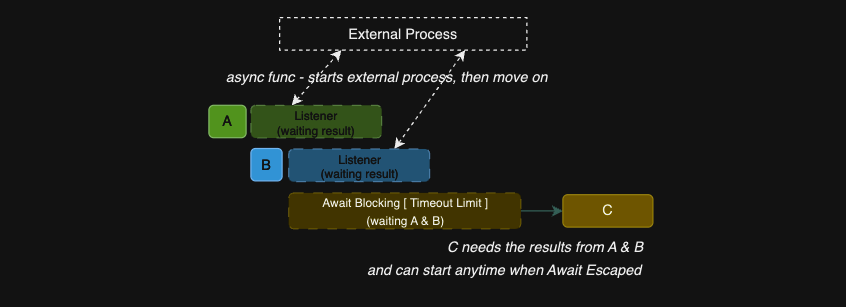 External Process
async func - starts external process, then move on
A
Listener
(waiting result)
B
Listener
(waiting result)
Await Blocking [ Timeout Limit ]
(waiting A & B)
C
C needs the results from A & B
and can start anytime when Await Escaped